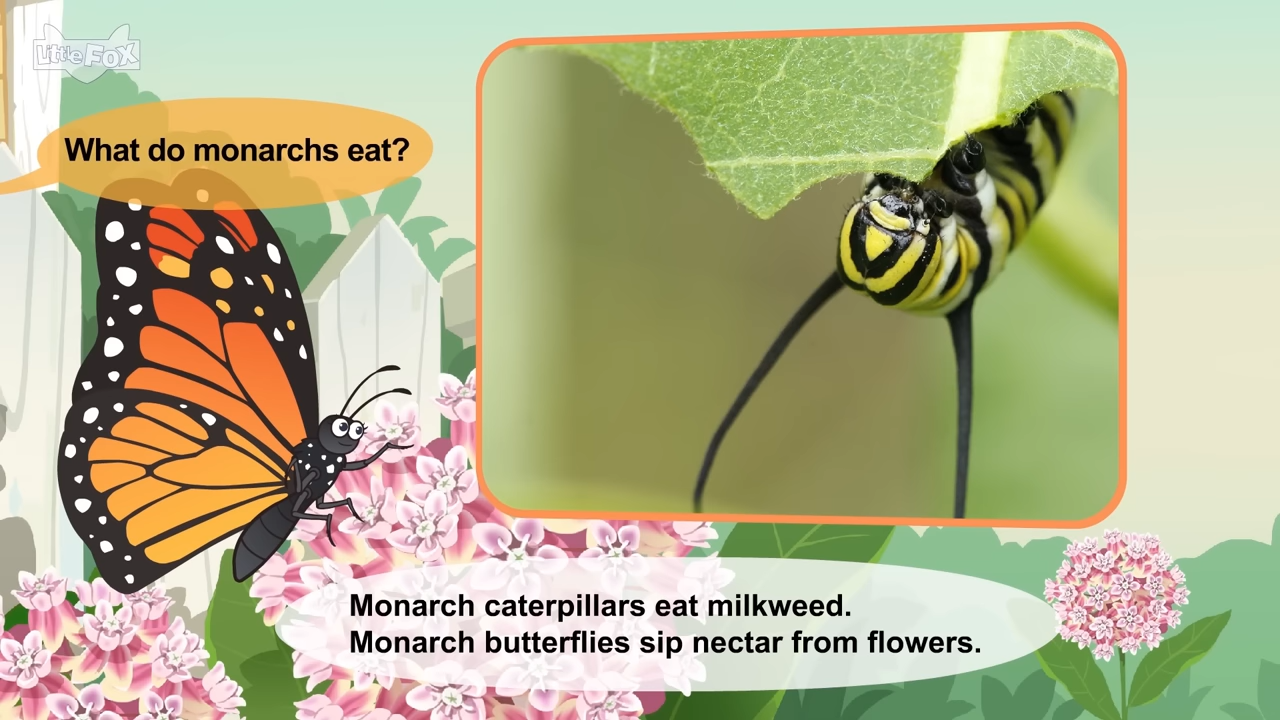 Little Fox
What do monarchs eat?
Monarch caterpillars eat milkweed.
Monarch butterflies sip nectar from flowers.